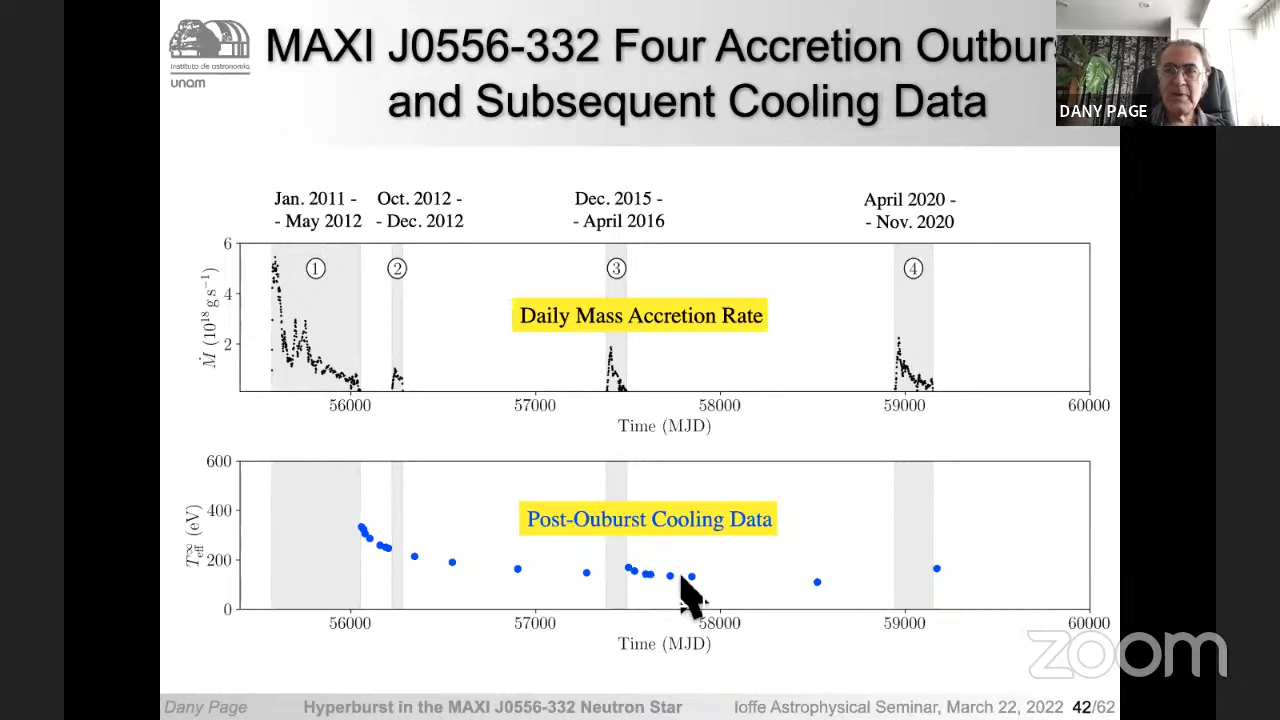 instituto de astronomía
unam
MAXI J0556-332 Four Accretion Outbur
and Subsequent Cooling Data
DANY PAGE
Jan. 2011 -
- May 2012
Oct. 2012 -
- Dec. 2012
Dec. 2015 -
- April 2016
April 2020 -
- Nov. 2020
6
4
2
Ṁ (10¹⁸ g s⁻¹)
1
2
3
4
Daily Mass Accretion Rate
56000 57000 58000 59000 60000
Time (MJD)
600
400
200
0
T∞eff (eV)
Post-Ouburst Cooling Data
56000 57000 58000 59000 60000
Time (MJD)
zoom
Dany Page
Hyperburst in the MAXI J0556-332 Neutron Star
Ioffe Astrophysical Seminar, March 22, 2022 42/62